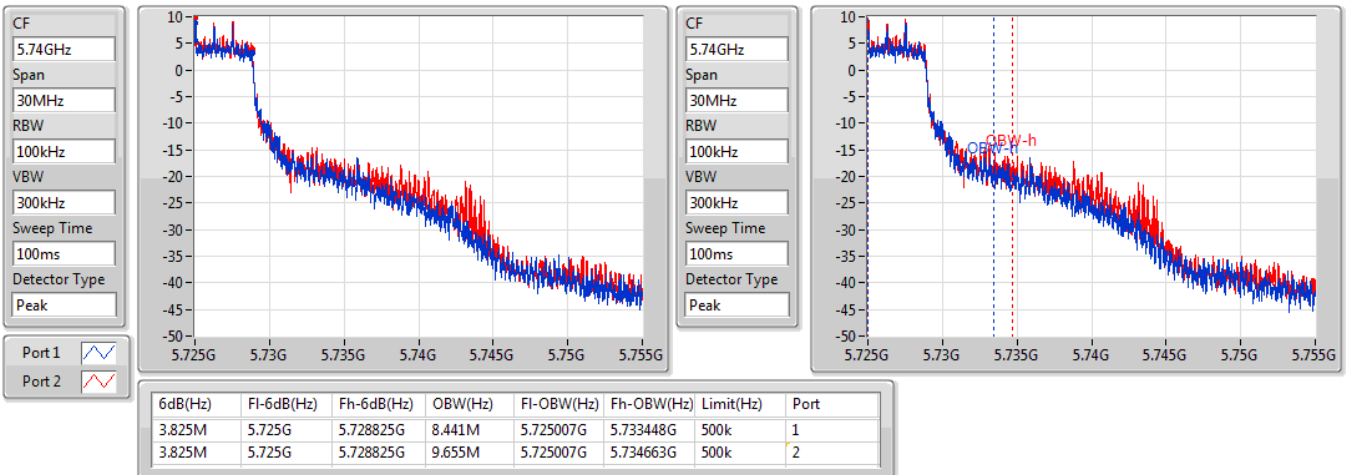 CF
5.74GHz
Span
30MHz
RBW
100kHz
VBW
300kHz
Sweep Time
100ms
Detector Type
Peak
Port 1
Port 2
10
5
0
-5
-10
-15
-20
-25
-30
-35
-40
-45
-50
5.725G 5.73G 5.735G 5.74G 5.745G 5.75G 5.755G
CF
5.74GHz
Span
30MHz
RBW
100kHz
VBW
300kHz
Sweep Time
100ms
Detector Type
Peak
10
5
0
-5
-10
-15
-20
-25
-30
-35
-40
-45
-50
OBW-h
OBW-h
5.725G 5.73G 5.735G 5.74G 5.745G 5.75G 5.755G
6dB(Hz) Fl-6dB(Hz) Fh-6dB(Hz) OBW(Hz) Fl-OBW(Hz) Fh-OBW(Hz) Limit(Hz) Port
3.825M 5.725G 5.728825G 8.441M 5.725007G 5.733448G 500k 1
3.825M 5.725G 5.728825G 9.655M 5.725007G 5.734663G 500k 2